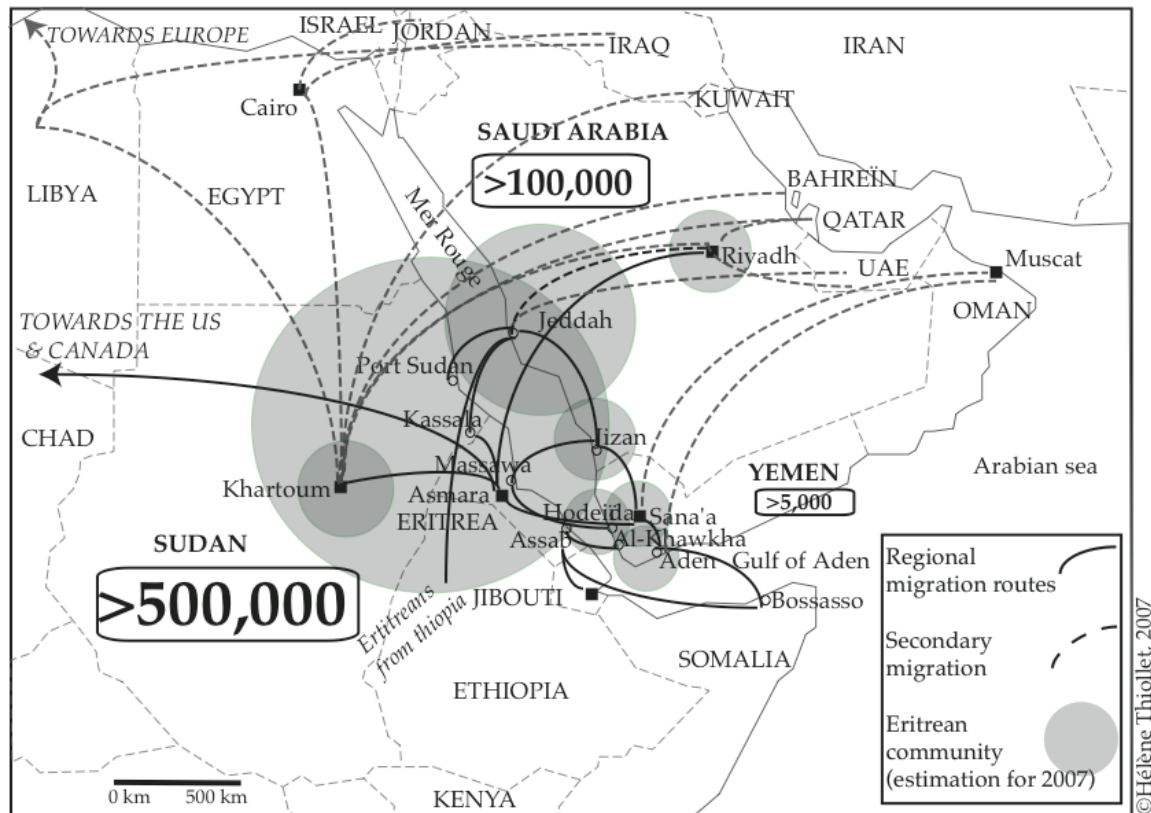 TOWARDS EUROPE
ISRAEL
JORDAN
IRAQ
IRAN
Cairo
KUWAIT
SAUDI ARABIA
>100,000
LIBYA
EGYPT
Mer Rouge
BAHREÏN
QATAR
Riyadh
UAE
Muscat
OMAN
TOWARDS THE US
& CANADA
Jeddah
Port Sudan
Kassala
CHAD
Jizan
Massawa
Khartoum
Asmara
ERITREA
YEMEN
>5,000
Arabian sea
Hodeïda
Sana'a
Assab
Al-Khawkha
Aden
Gulf of Aden
SUDAN
>500,000
Eritreans
from thiopia
JIBOUTI
Bossasso
SOMALIA
ETHIOPIA
KENYA
0 km
500 km
Regional
migration routes
Secondary
migration
Eritrean
community
(estimation for 2007)
©Hélène Thiollet, 2007